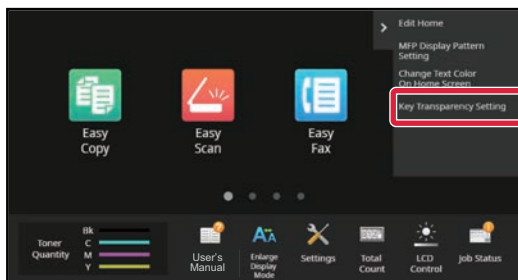 Edit Home
MFP Display Pattern
Setting
Change Text Color
On Home Screen
Key Transparency Setting
Easy
Copy
Easy
Scan
Easy
Fax
Toner
Quantity
Bk
C
M
Y
User's
Manual
Enlarge
Display
Mode
Settings
Total
Count
LCD
Control
Job Status